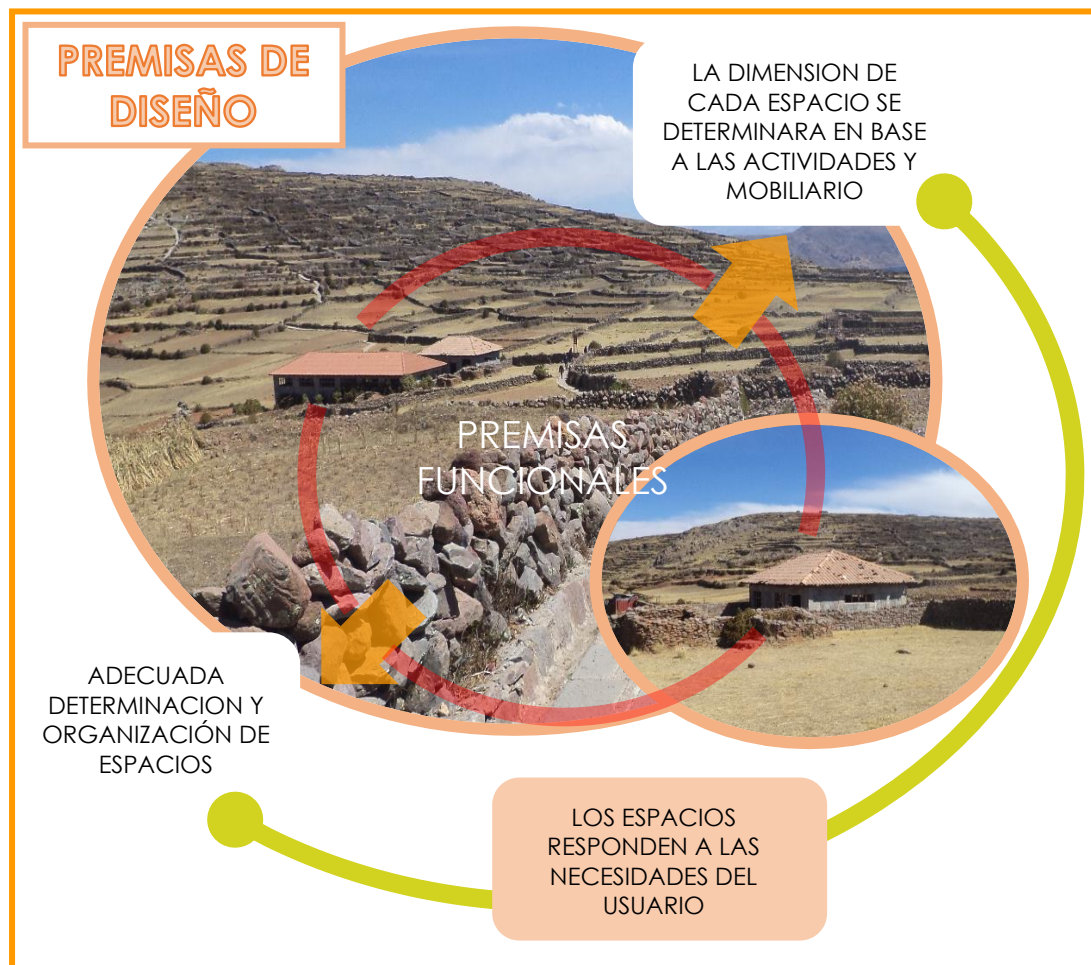 PREMISAS DE
DISEÑO
LA DIMENSION DE
CADA ESPACIO SE
DETERMINARA EN BASE
A LAS ACTIVIDADES Y
MOBILIARIO
PREMISAS
FUNCIONALES
ADECUADA
DETERMINACION Y
ORGANIZACIÓN DE
ESPACIOS
LOS ESPACIOS
RESPONDEN A LAS
NECESIDADES DEL
USUARIO